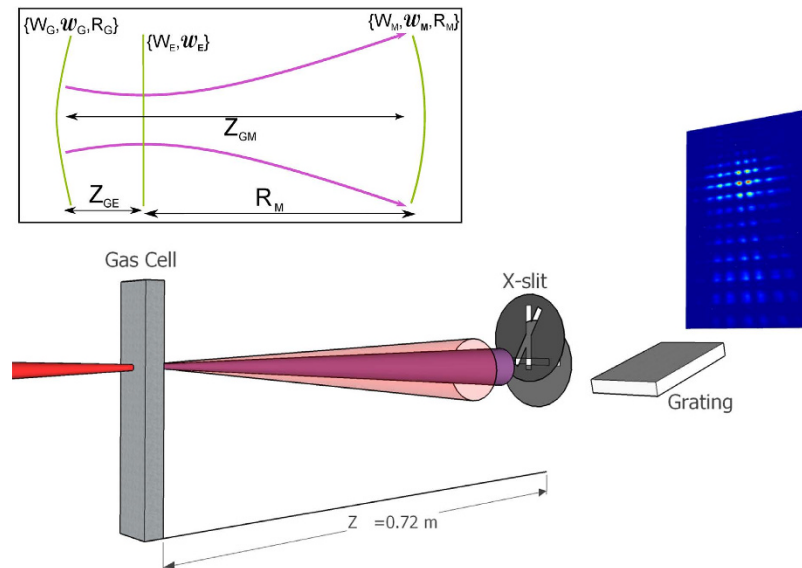 {W_G,𝔀_G,R_G}
{W_E,𝔀_E}
{W_M,𝔀_M,R_M}
Z_GM
Z_GE
R_M
Gas Cell
X-slit
Grating
Z =0.72 m